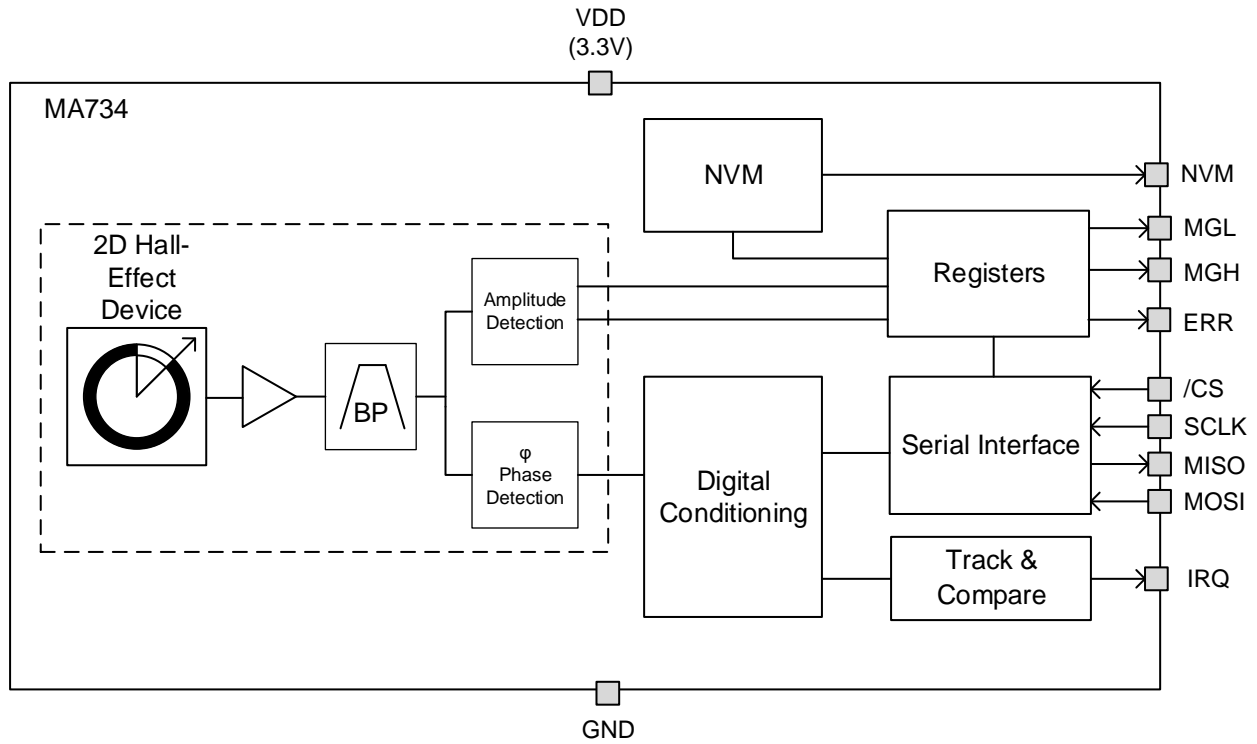 VDD
(3.3V)
MA734
NVM
NVM
2D Hall-
Effect
Device
Amplitude
Detection
Registers
MGL
MGH
ERR
BP
φ
Phase
Detection
Digital
Conditioning
Serial Interface
/CS
SCLK
MISO
MOSI
Track &
Compare
IRQ
GND